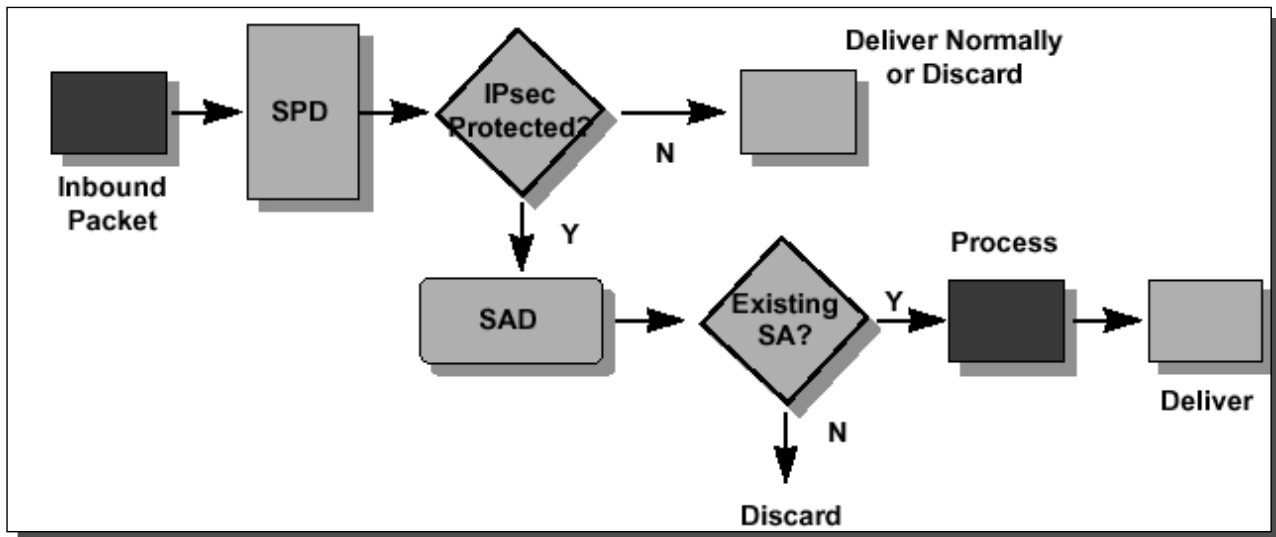 Inbound
Packet
SPD
IPsec
Protected?
N
Deliver Normally
or Discard
Y
SAD
Existing
SA?
Y
Process
Deliver
N
Discard